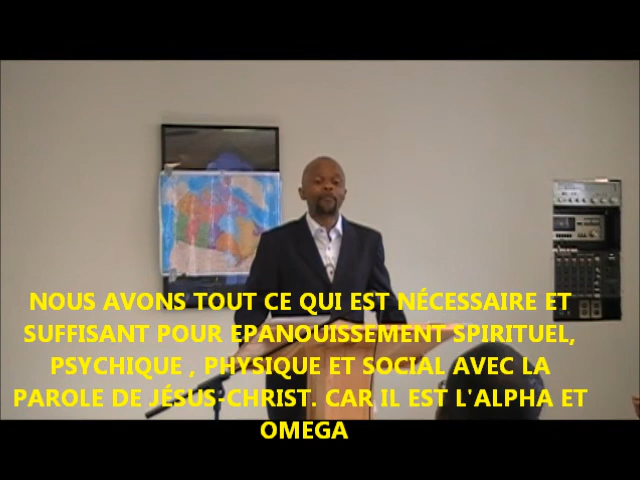 NOUS AVONS TOUT CE QUI EST NÉCESSAIRE ET
SUFFISANT POUR EPANOUISSEMENT SPIRITUEL,
PSYCHIQUE , PHYSIQUE ET SOCIAL AVEC LA
PAROLE DE JÉSUS-CHRIST. CAR IL EST L'ALPHA ET
OMEGA